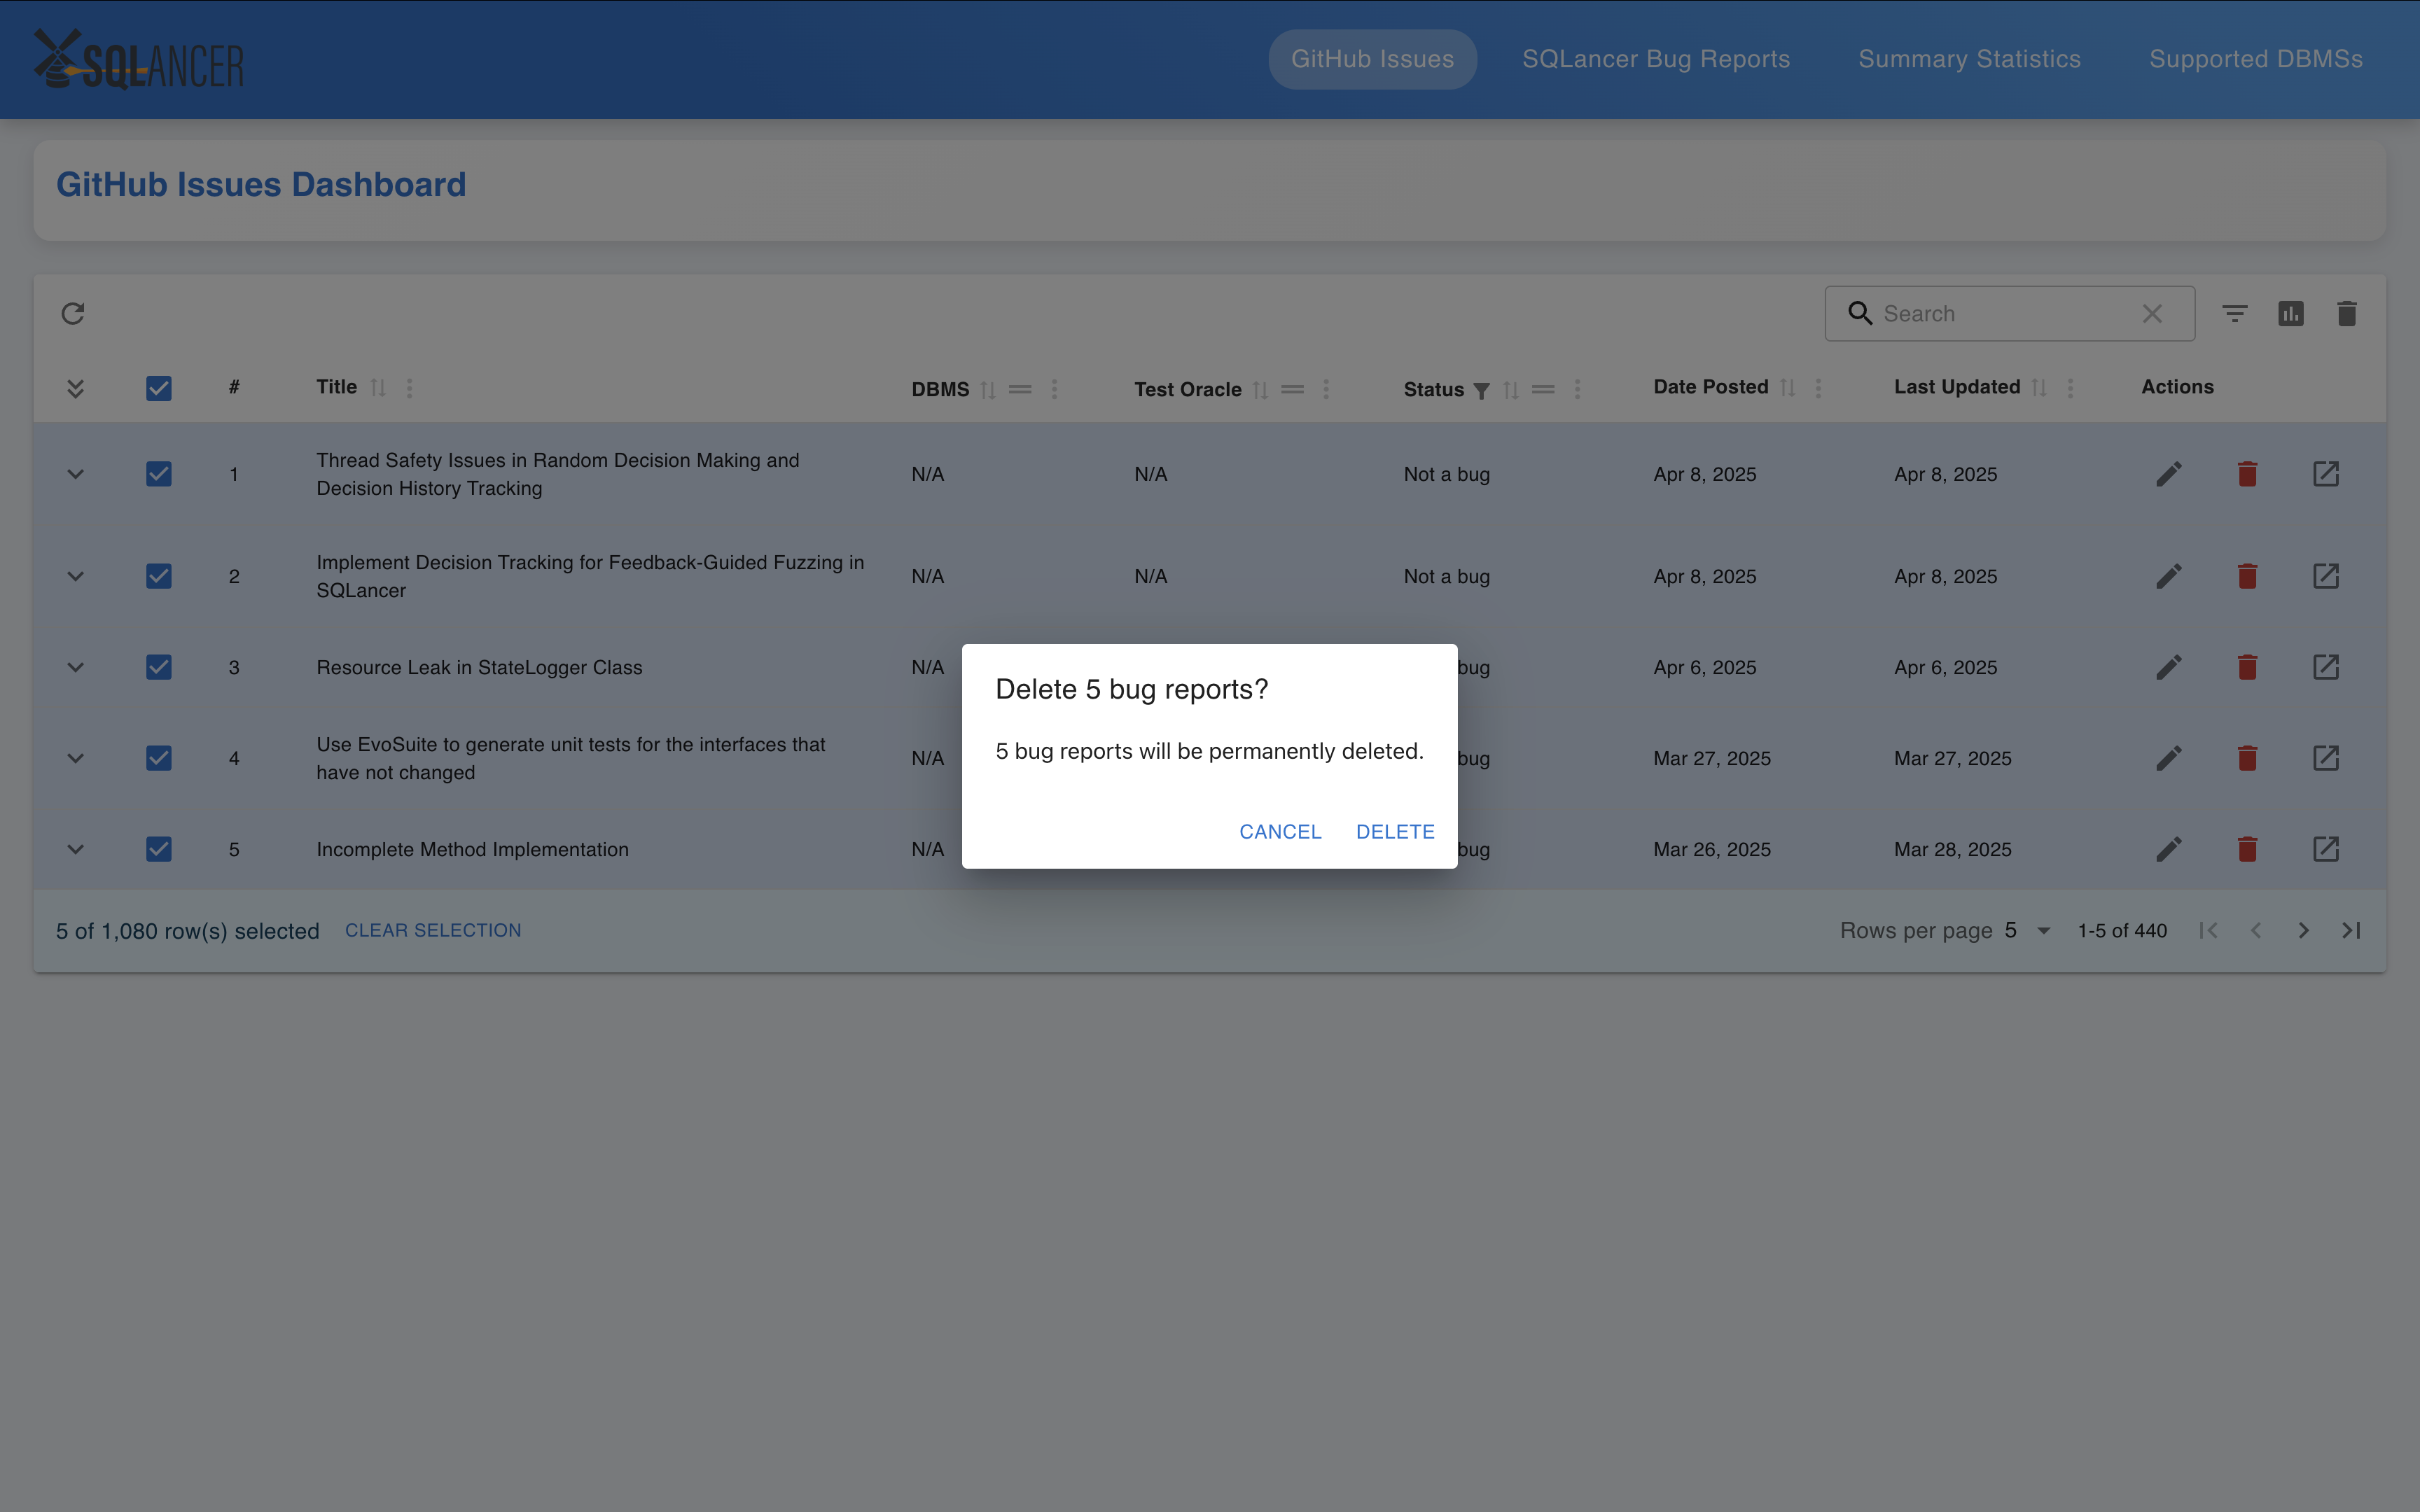 SQLANCER
GitHub Issues
SQLancer Bug Reports
Summary Statistics
Supported DBMSs
GitHub Issues Dashboard
Search
# Title DBMS Test Oracle Status Date Posted Last Updated Actions
1 Thread Safety Issues in Random Decision Making and
Decision History Tracking
N/A N/A Not a bug Apr 8, 2025 Apr 8, 2025
2 Implement Decision Tracking for Feedback-Guided Fuzzing in
SQLancer
N/A N/A Not a bug Apr 8, 2025 Apr 8, 2025
3 Resource Leak in StateLogger Class N/A bug Apr 6, 2025 Apr 6, 2025
4 Use EvoSuite to generate unit tests for the interfaces that
have not changed
N/A bug Mar 27, 2025 Mar 27, 2025
5 Incomplete Method Implementation N/A bug Mar 26, 2025 Mar 28, 2025
Delete 5 bug reports?
5 bug reports will be permanently deleted.
CANCEL DELETE
5 of 1,080 row(s) selected CLEAR SELECTION Rows per page 5 1-5 of 440